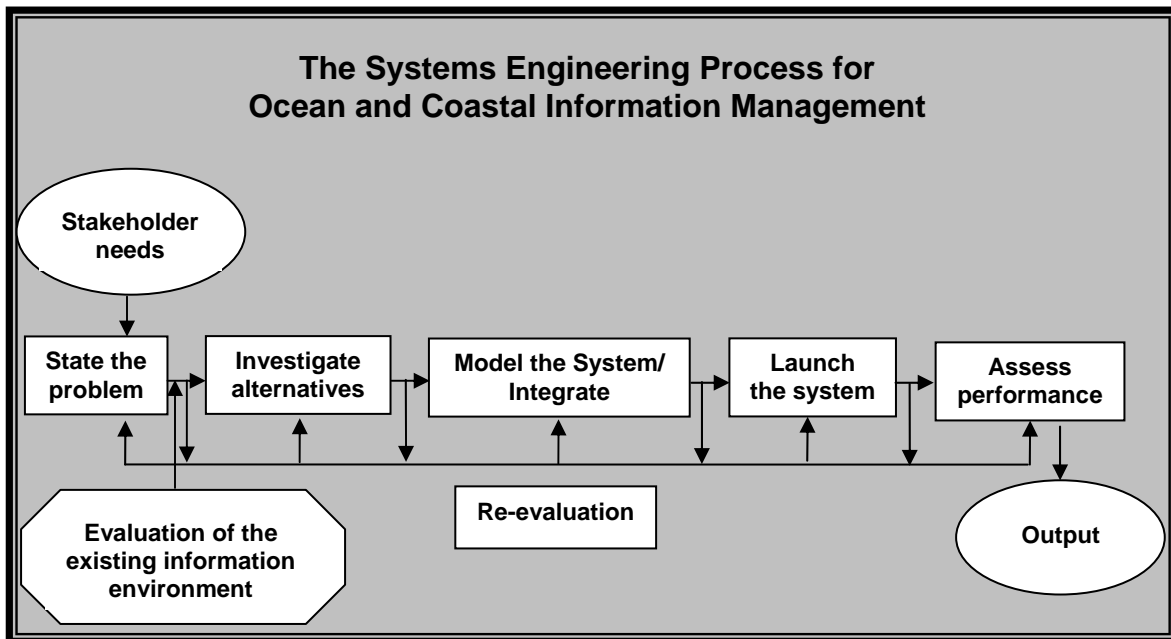 The Systems Engineering Process for
Ocean and Coastal Information Management
Stakeholder
needs
State the
problem
Investigate
alternatives
Model the System/
Integrate
Launch
the system
Assess
performance
Re-evaluation
Evaluation of the
existing information
environment
Output